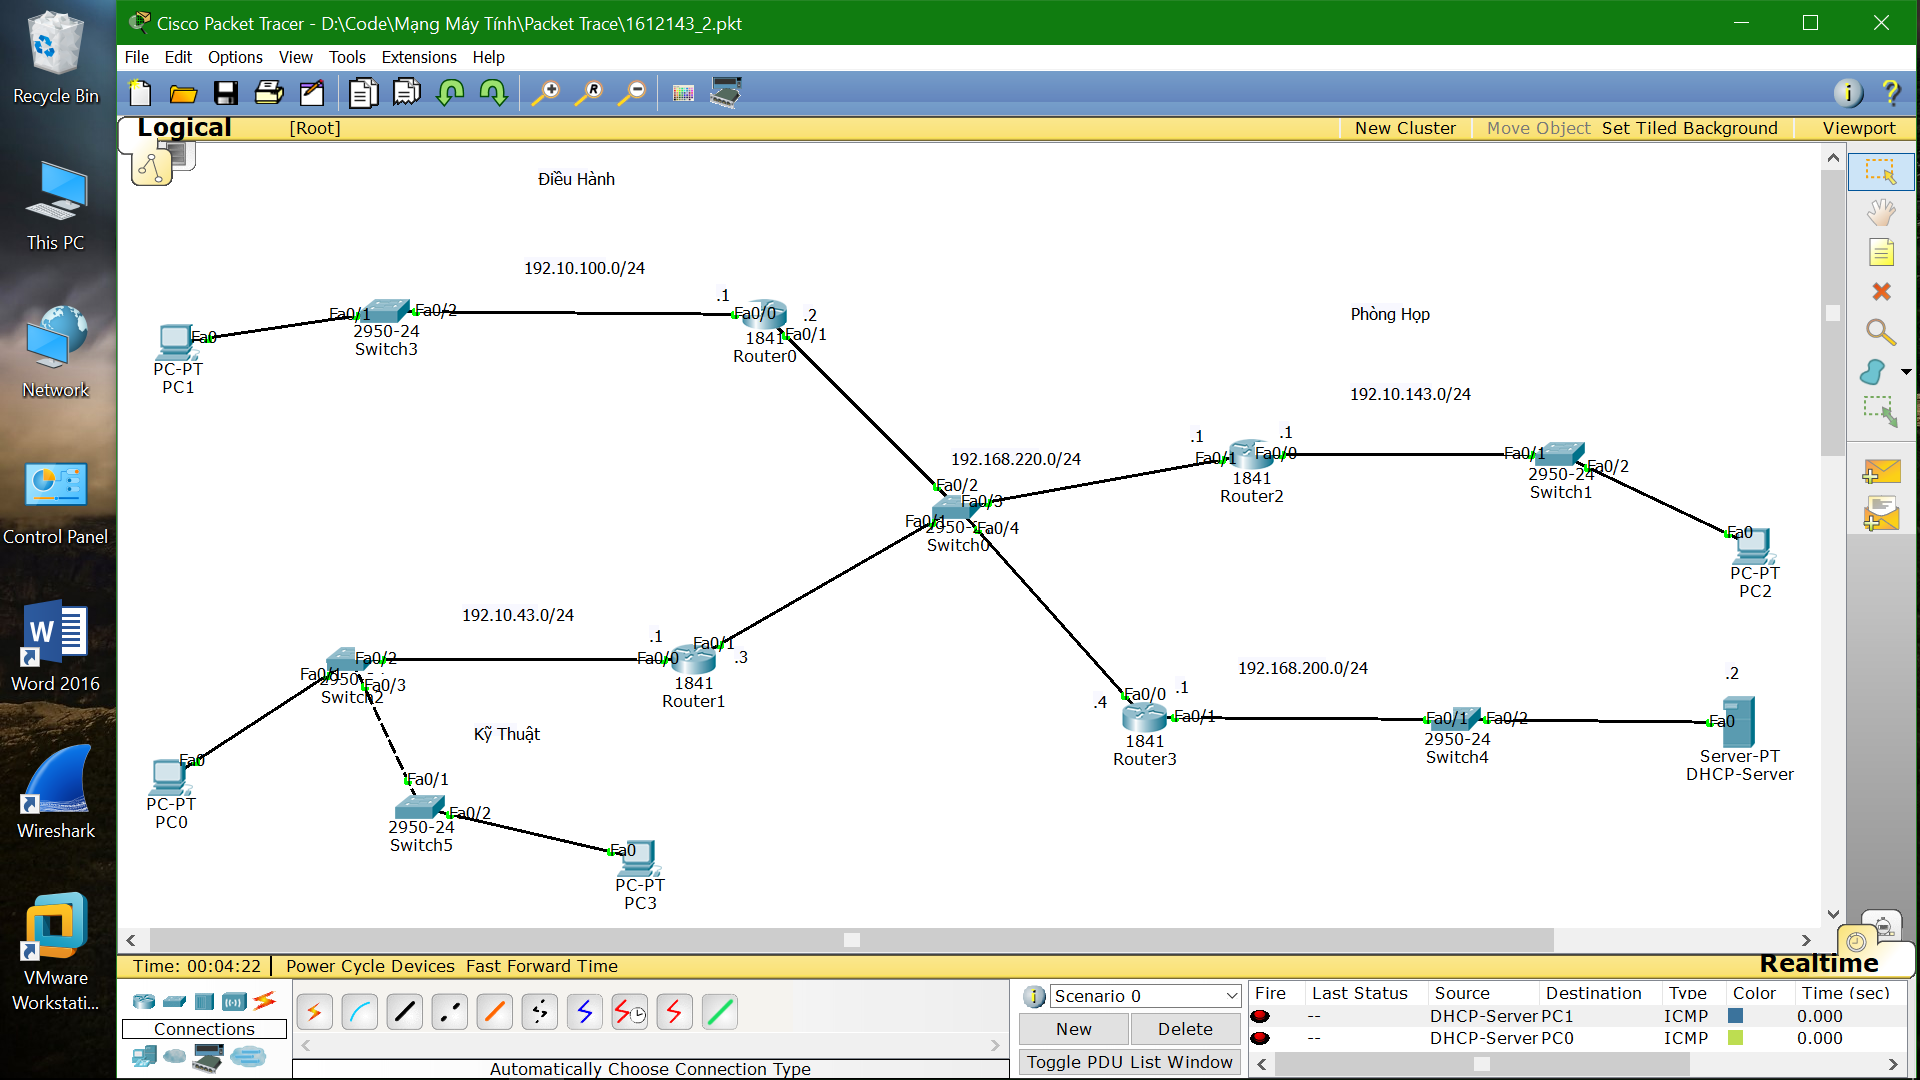 Recycle Bin
This PC
Network
Control Panel
Word 2016
Wireshark
VMware
Workstati...
Cisco Packet Tracer - D:\Code\Mạng Máy Tính\Packet Trace\1612143_2.pkt
File Edit Options View Tools Extensions Help
Logical [Root] New Cluster Move Object Set Tiled Background Viewport
Điều Hành
192.10.100.0/24
.1
Fa0/1 Fa0/2 Fa0/0 .2
Fa0 2950-24 1841 Fa0/1
Switch3 Router0
PC-PT
PC1
Phòng Họp
192.10.143.0/24
.1 .1
192.168.220.0/24 Fa0/1 Fa0/0 Fa0/1
1841 2950-24 Fa0/2
Router2 Switch1
Fa0/2
Fa0/3
Fa0/1 Fa0/4
Switch0
Fa0
PC-PT
PC2
192.10.43.0/24
.1 Fa0/1
Fa0/2 Fa0/0 .3
Fa0/1 Fa0/3 1841
Switch2 Router1
Kỹ Thuật
Fa0
PC-PT
PC0
Fa0/1
Fa0/2
2950-24
Switch5
Fa0
PC-PT
PC3
192.168.200.0/24
.2
Fa0/0 .1
.4 Fa0/1 Fa0/1 Fa0/2 Fa0
1841 2950-24
Router3 Switch4
Server-PT
DHCP-Server
Time: 00:04:22 Power Cycle Devices Fast Forward Time Realtime
Connections
Automatically Choose Connection Type
Scenario 0
New Delete
Toggle PDU List Window
Fire Last Status Source Destination Type Color Time (sec)
-- DHCP-Server PC1 ICMP 0.000
-- DHCP-Server PC0 ICMP 0.000